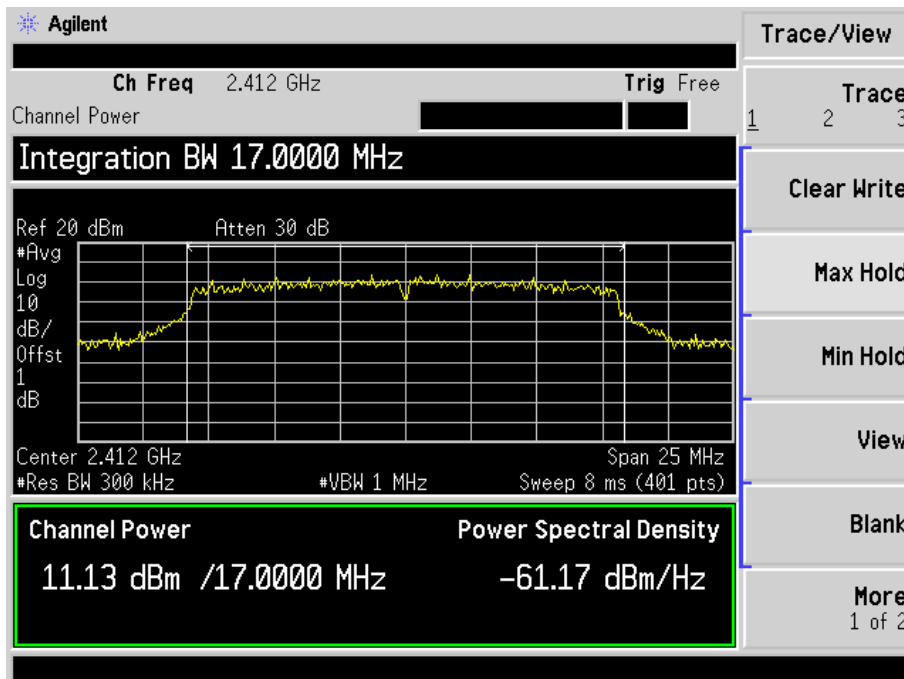 Agilent
Trace/View
Ch Freq 2.412 GHz Trig Free
Channel Power
Trace
1 2 3
Integration BW 17.0000 MHz
Clear Write
Ref 20 dBm Atten 30 dB
#Avg
Log
10
dB/
Offst
1
dB
Max Hold
Min Hold
View
Center 2.412 GHz Span 25 MHz
#Res BW 300 kHz #VBW 1 MHz Sweep 8 ms (401 pts)
Blank
Channel Power Power Spectral Density
11.13 dBm /17.0000 MHz -61.17 dBm/Hz
More
1 of 2